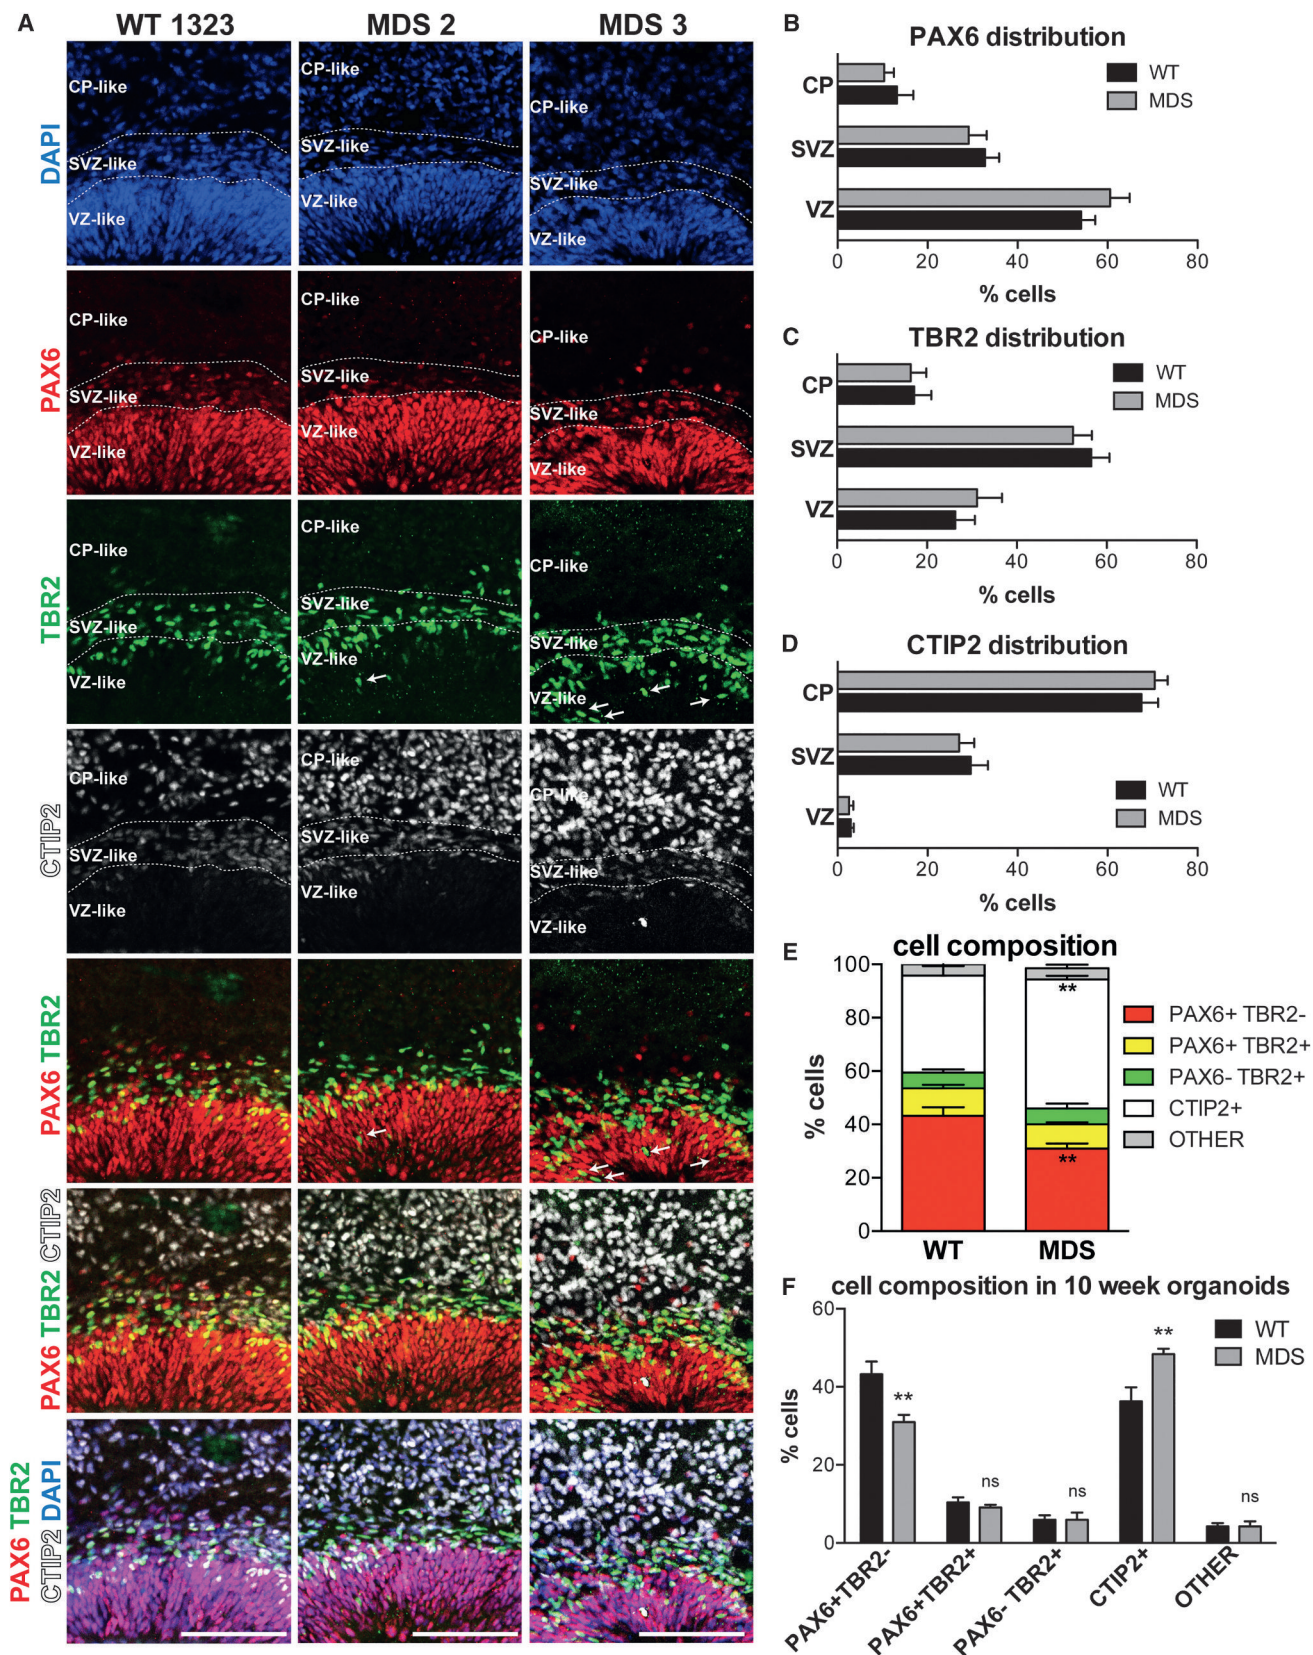 A
WT 1323
MDS 2
MDS 3
DAPI
CP-like
SVZ-like
VZ-like
CP-like
SVZ-like
VZ-like
CP-like
SVZ-like
VZ-like
PAX6
CP-like
SVZ-like
VZ-like
CP-like
SVZ-like
VZ-like
CP-like
SVZ-like
VZ-like
TBR2
CP-like
SVZ-like
VZ-like
CP-like
SVZ-like
VZ-like
CP-like
SVZ-like
VZ-like
CTIP2
CP-like
SVZ-like
VZ-like
CP-like
SVZ-like
VZ-like
CP-like
SVZ-like
VZ-like
PAX6 TBR2
PAX6 TBR2 CTIP2
PAX6 TBR2
CTIP2 DAPI
B
PAX6 distribution
CP
SVZ
VZ
WT
MDS
0 20 40 60 80
% cells
C
TBR2 distribution
CP
SVZ
VZ
WT
MDS
0 20 40 60 80
% cells
D
CTIP2 distribution
CP
SVZ
VZ
WT
MDS
0 20 40 60 80
% cells
E
cell composition
% cells
100
80
60
40
20
0
**
**
WT
MDS
PAX6+ TBR2-
PAX6+ TBR2+
PAX6- TBR2+
CTIP2+
OTHER
F
cell composition in 10 week organoids
% cells
60
40
20
0
WT
MDS
**
ns
ns
**
ns
PAX6+TBR2-
PAX6+TBR2+
PAX6- TBR2+
CTIP2+
OTHER